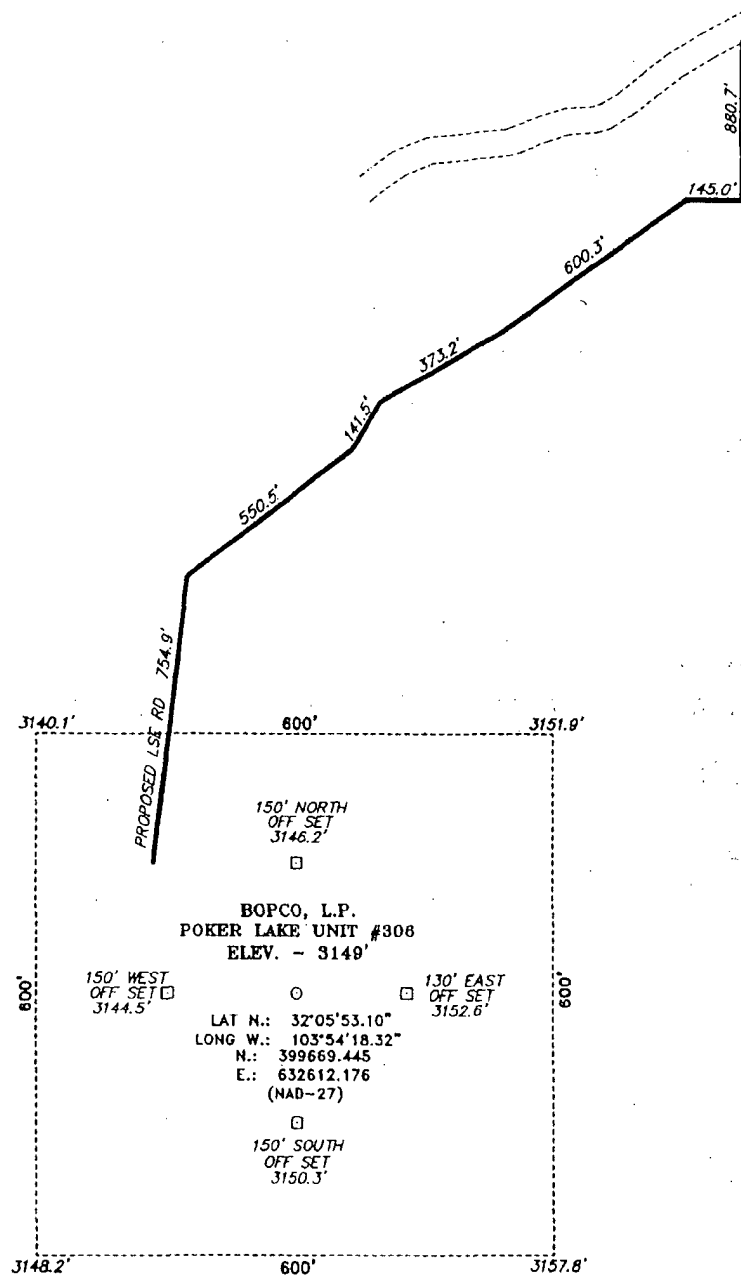 880.7'
145.0'
600.3'
373.2'
141.5'
550.5'
PROPOSED LSE RD 754.9'
3140.1'
600'
3151.9'
150' NORTH
OFF SET
3146.2'
BOPCO, L.P.
POKER LAKE UNIT #306
ELEV. - 3149'
600'
150' WEST
OFF SET
3144.5'
130' EAST
OFF SET
3152.6'
600'
LAT N.: 32°05'53.10"
LONG W.: 103°54'18.32"
N.: 399669.445
E.: 632612.176
(NAD-27)
150' SOUTH
OFF SET
3150.3'
3148.2'
600'
3157.8'